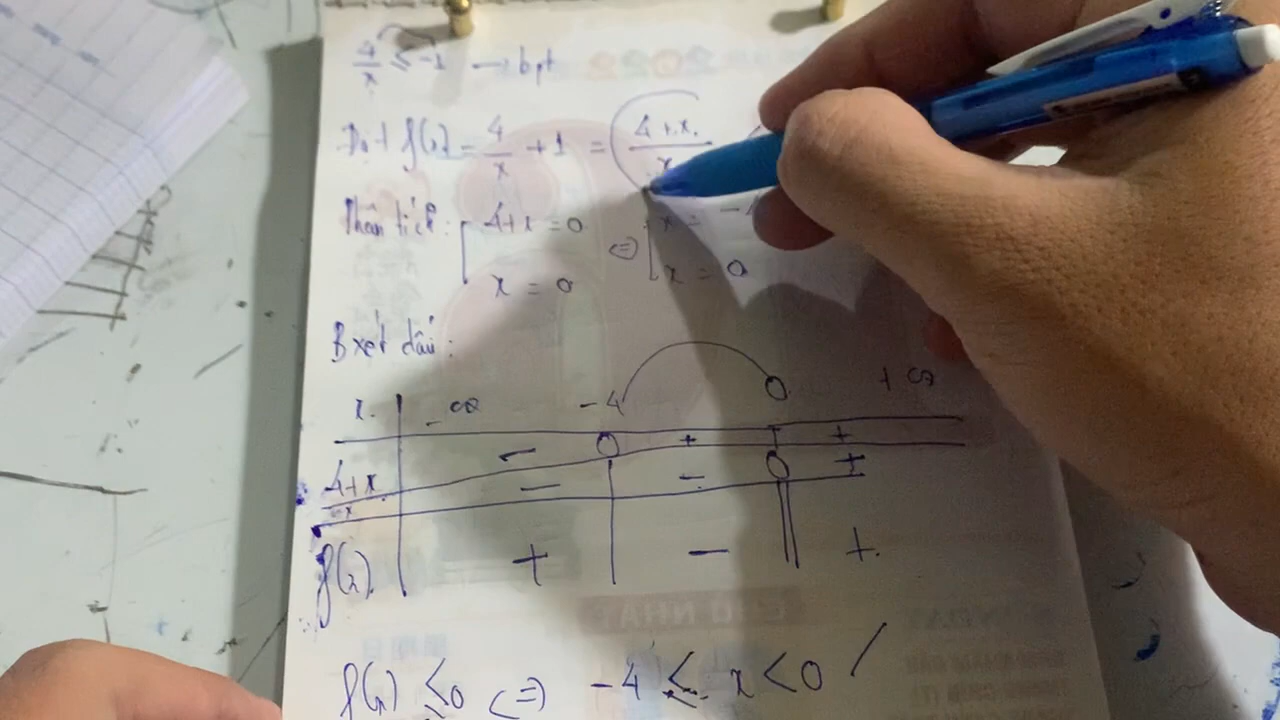 4/x ≤ -1 → bpt
Đặt f(x) = 4/x + 1 = 4+x/x
Phân tích: [ 4+x = 0 ⇔ [ x = -4
x = 0 x = 0
Bxét dấu:
x -∞ -4 0 +∞
4+x - 0 + +
x - - 0 +
f(x) + - +
f(x) ≤ 0 ⇔ -4 ≤ x < 0 /